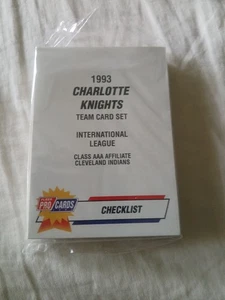 1993
CHARLOTTE
KNIGHTS
TEAM CARD SET
INTERNATIONAL
LEAGUE
CLASS AAA AFFILIATE
CLEVELAND INDIANS
PRO CARDS
CHECKLIST